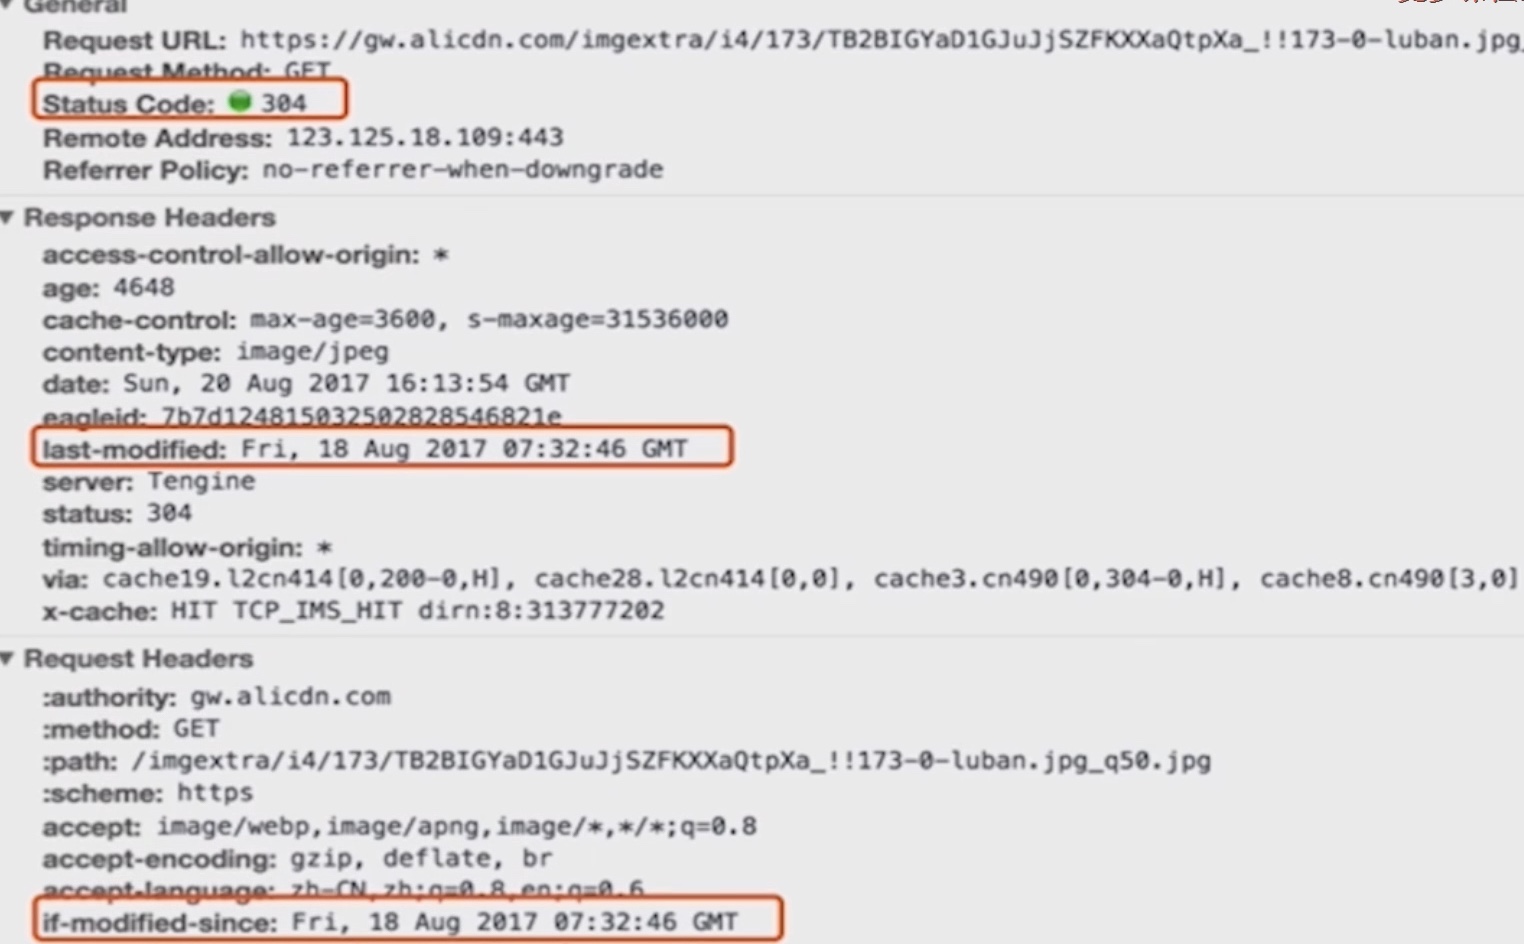 General
Request URL: https://gw.alicdn.com/imgextra/i4/173/TB2BIGYaD1GJuJjSZFKXXaQtpXa_!!173-0-luban.jpg_
Request Method: GET
Status Code: 304
Remote Address: 123.125.18.109:443
Referrer Policy: no-referrer-when-downgrade
Response Headers
access-control-allow-origin: *
age: 4648
cache-control: max-age=3600, s-maxage=31536000
content-type: image/jpeg
date: Sun, 20 Aug 2017 16:13:54 GMT
eagleid: 7b7d124815032502828546821e
last-modified: Fri, 18 Aug 2017 07:32:46 GMT
server: Tengine
status: 304
timing-allow-origin: *
via: cache19.l2cn414[0,200-0,H], cache28.l2cn414[0,0], cache3.cn490[0,304-0,H], cache8.cn490[3,0]
x-cache: HIT TCP_IMS_HIT dirn:8:313777202
Request Headers
:authority: gw.alicdn.com
:method: GET
:path: /imgextra/i4/173/TB2BIGYaD1GJuJjSZFKXXaQtpXa_!!173-0-luban.jpg_q50.jpg
:scheme: https
accept: image/webp,image/apng,image/*,*/*;q=0.8
accept-encoding: gzip, deflate, br
accept-language: zh-CN,zh;q=0.8,en;q=0.6
if-modified-since: Fri, 18 Aug 2017 07:32:46 GMT